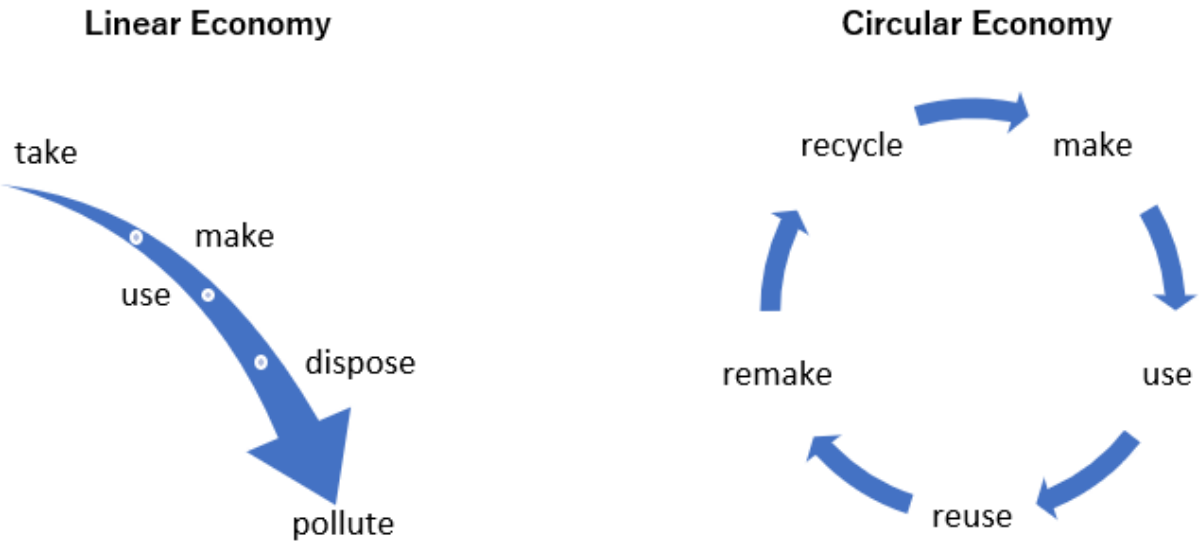 Linear Economy
take
make
use
dispose
pollute
Circular Economy
recycle
make
use
reuse
remake